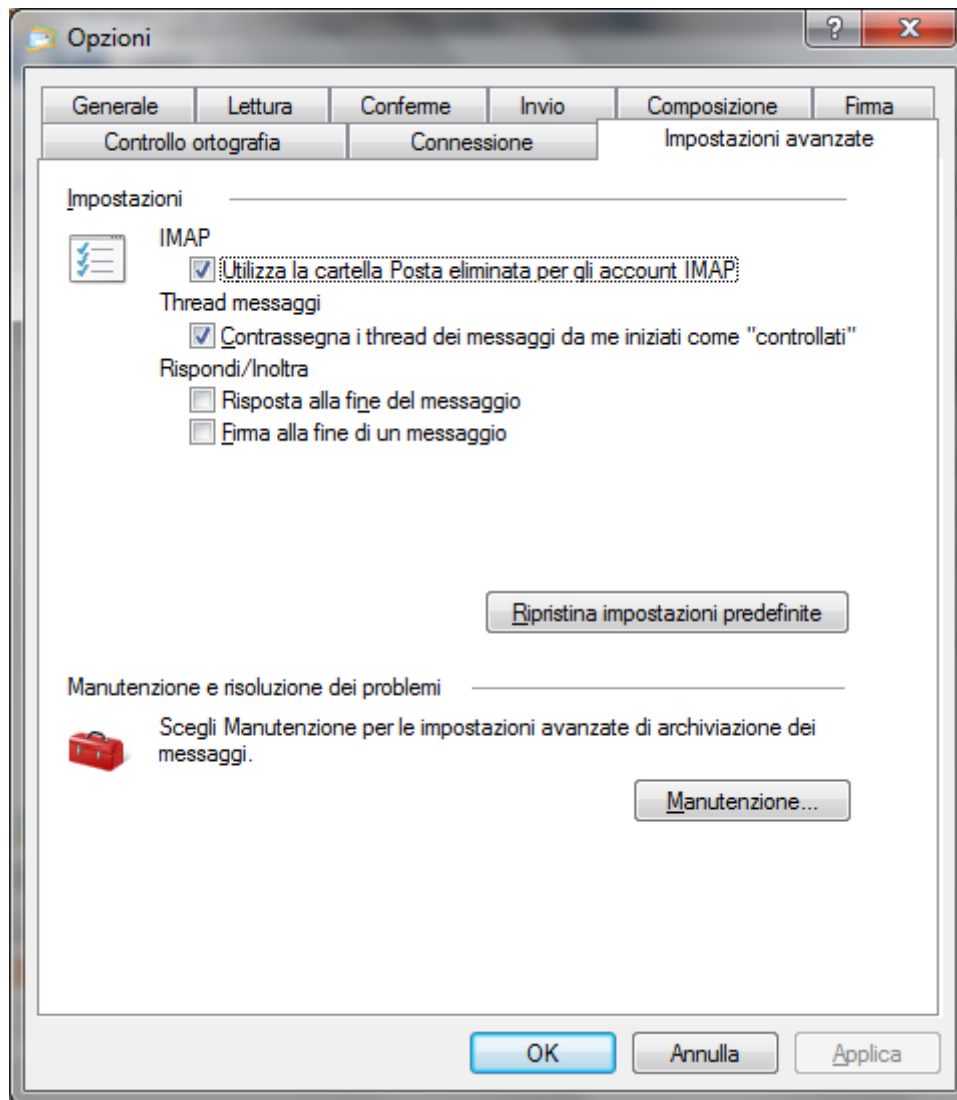 Opzioni
?
Generale Lettura Conferme Invio Composizione Firma
Controllo ortografia Connessione Impostazioni avanzate
Impostazioni
IMAP
Utilizza la cartella Posta eliminata per gli account IMAP
Thread messaggi
Contrassegna i thread dei messaggi da me iniziati come "controllati"
Rispondi/Inoltra
Risposta alla fine del messaggio
Firma alla fine di un messaggio
Ripristina impostazioni predefinite
Manutenzione e risoluzione dei problemi
Scegli Manutenzione per le impostazioni avanzate di archiviazione dei
messaggi.
Manutenzione...
OK Annulla Applica